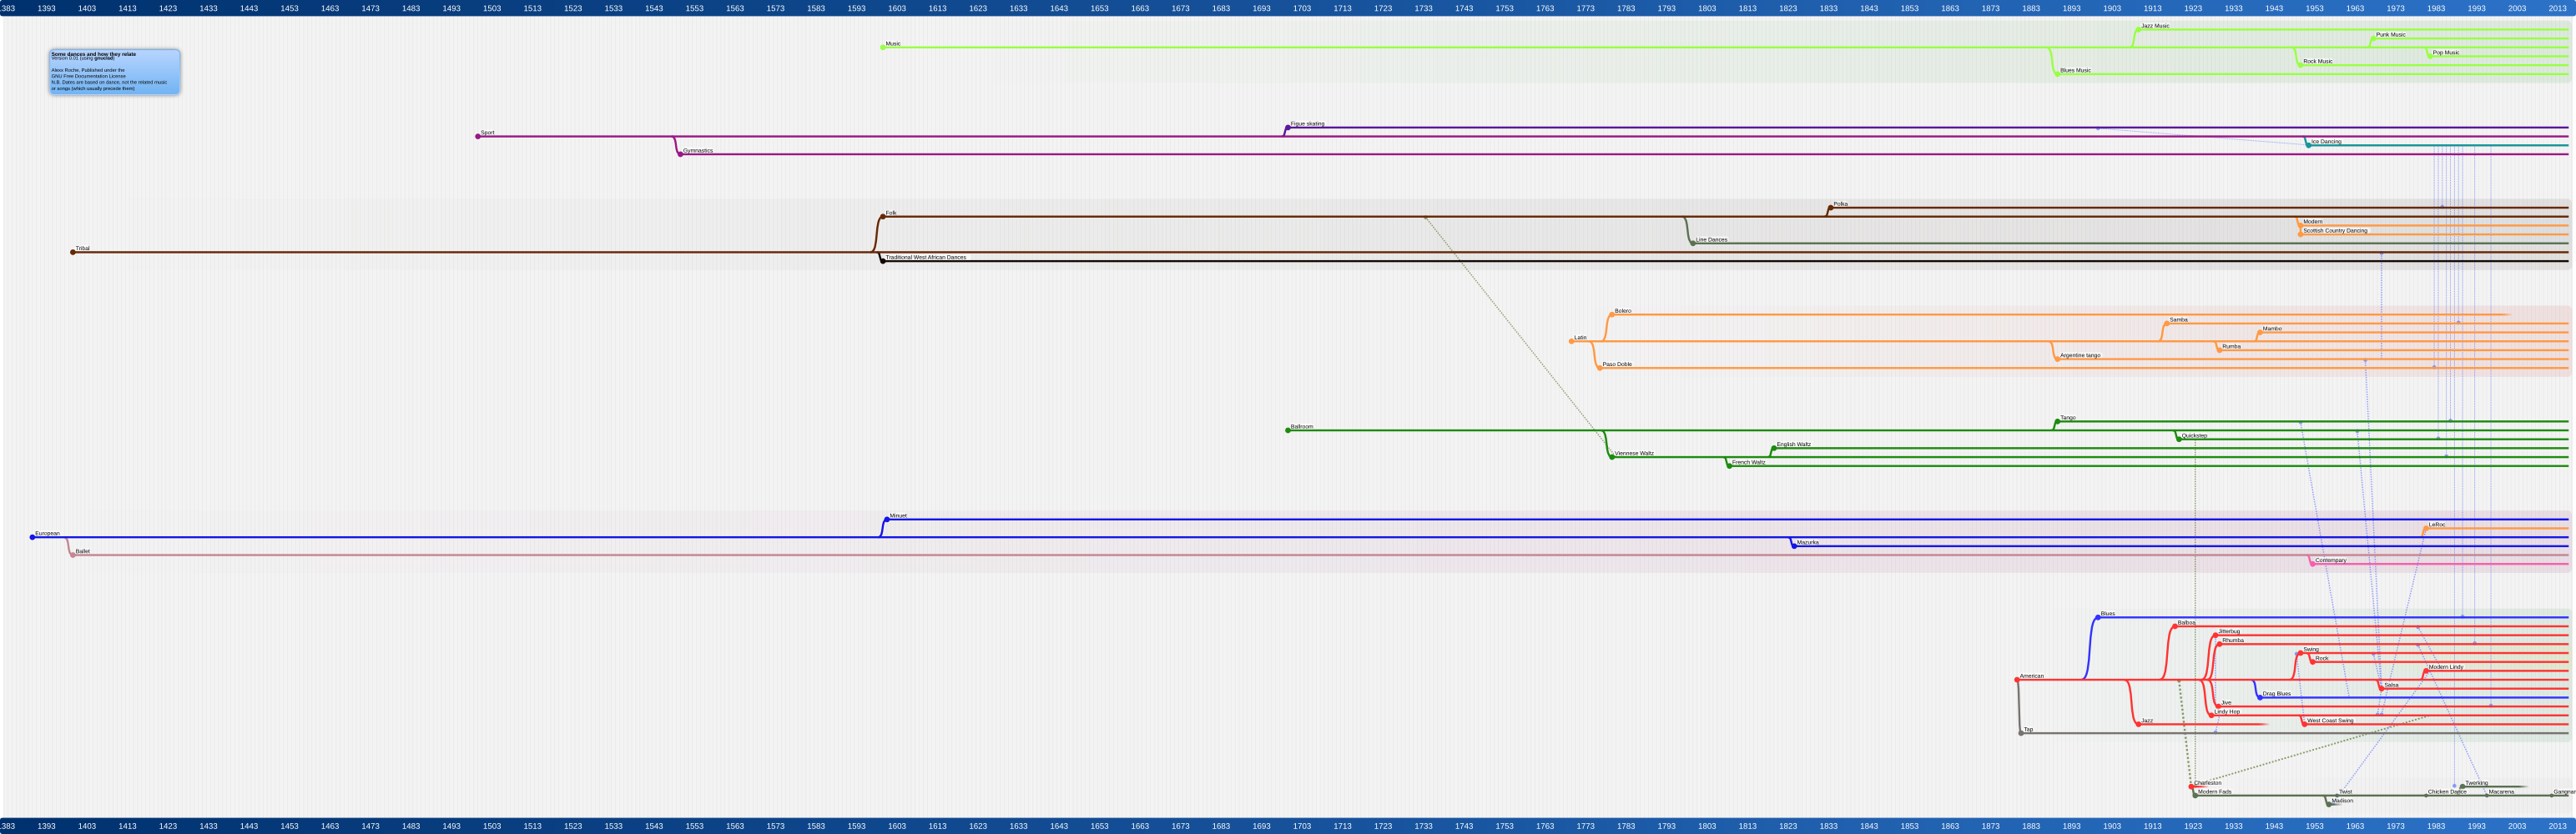 1383 1393 1403 1413 1423 1433 1443 1453 1463 1473 1483 1493 1503 1513 1523 1533 1543 1553 1563 1573 1583 1593 1603 1613 1623 1633 1643 1653 1663 1673 1683 1693 1703 1713 1723 1733 1743 1753 1763 1773 1783 1793 1803 1813 1823 1833 1843 1853 1863 1873 1883 1893 1903 1913 1923 1933 1943 1953 1963 1973 1983 1993 2003 2013
Some dances and how they relate
Version 0.01 (using gnuclad)
Alexx Roche, Published under the
GNU Free Documentation License
N.B. Dates are based on dance, not the related music
or songs (which usually precede them)
Jazz Music
Punk Music
Music
Pop Music
Rock Music
Blues Music
Figue skating
Sport
Ice Dancing
Gymnastics
Polka
Folk
Modern
Scottish Country Dancing
Line Dances
Tribal
Traditional West African Dances
Bolero
Samba
Mambo
Latin
Rumba
Argentine tango
Paso Doble
Tango
Ballroom
Quickstep
English Waltz
Viennese Waltz
French Waltz
Minuet
LeRoc
European
Mazurka
Ballet
Contempary
Blues
Balboa
Jitterbug
Rhumba
Swing
Rock
Modern Lindy
American
Salsa
Drag Blues
Jive
Lindy Hop
Jazz
West Coast Swing
Tap
Charleston
Twerking
Modern Fads
Twist
Chicken Dance
Macarena
Gangnar
Madison
1383 1393 1403 1413 1423 1433 1443 1453 1463 1473 1483 1493 1503 1513 1523 1533 1543 1553 1563 1573 1583 1593 1603 1613 1623 1633 1643 1653 1663 1673 1683 1693 1703 1713 1723 1733 1743 1753 1763 1773 1783 1793 1803 1813 1823 1833 1843 1853 1863 1873 1883 1893 1903 1913 1923 1933 1943 1953 1963 1973 1983 1993 2003 2013